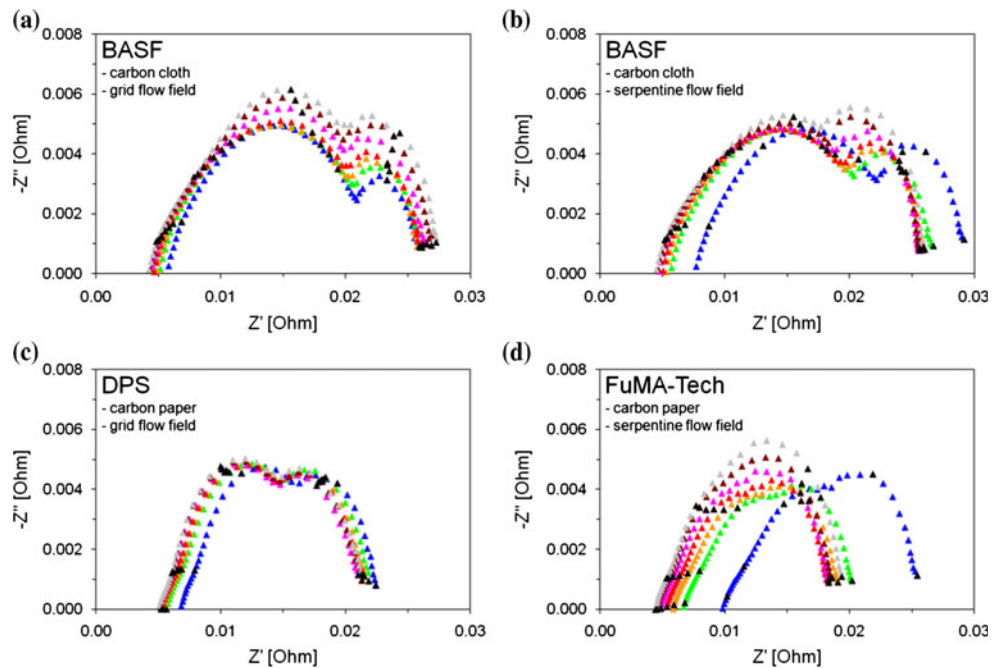 (a)
BASF
- carbon cloth
- grid flow field
0.008
0.006
0.004
0.002
0.000
-Z'' [Ohm]
0.00
0.01
0.02
0.03
Z' [Ohm]
(b)
BASF
- carbon cloth
- serpentine flow field
0.008
0.006
0.004
0.002
0.000
-Z'' [Ohm]
0.00
0.01
0.02
0.03
Z' [Ohm]
(c)
DPS
- carbon paper
- grid flow field
0.008
0.006
0.004
0.002
0.000
-Z'' [Ohm]
0.00
0.01
0.02
0.03
Z' [Ohm]
(d)
FuMA-Tech
- carbon paper
- serpentine flow field
0.008
0.006
0.004
0.002
0.000
-Z'' [Ohm]
0.00
0.01
0.02
0.03
Z' [Ohm]